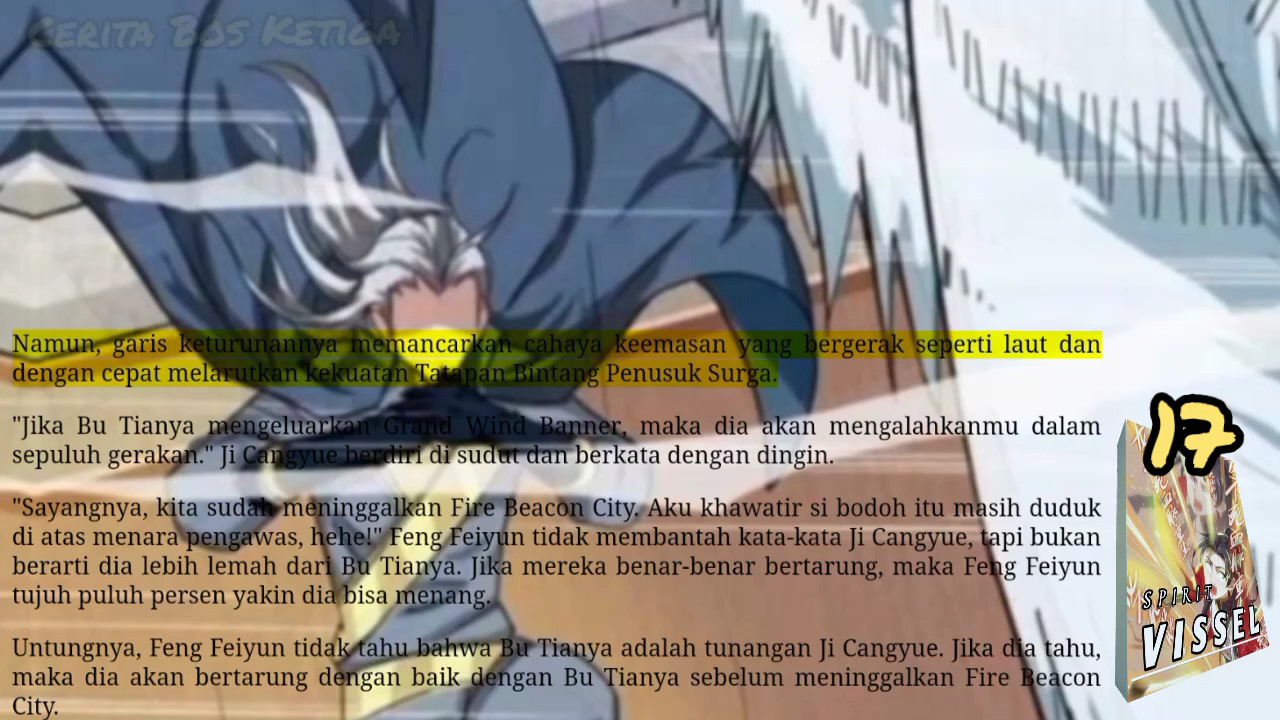 Cerita Bos Ketiga
Namun, garis keturunannya memancarkan cahaya keemasan yang bergerak seperti laut dan
dengan cepat melarutkan kekuatan Tatapan Bintang Penusuk Surga.
"Jika Bu Tianya mengeluarkan Grand Wind Banner, maka dia akan mengalahkanmu dalam
sepuluh gerakan." Ji Cangyue berdiri di sudut dan berkata dengan dingin.
"Sayangnya, kita sudah meninggalkan Fire Beacon City. Aku khawatir si bodoh itu masih duduk
di atas menara pengawas, hehe!" Feng Feiyun tidak membantah kata-kata Ji Cangyue, tapi bukan
berarti dia lebih lemah dari Bu Tianya. Jika mereka benar-benar bertarung, maka Feng Feiyun
tujuh puluh persen yakin dia bisa menang.
Untungnya, Feng Feiyun tidak tahu bahwa Bu Tianya adalah tunangan Ji Cangyue. Jika dia tahu,
maka dia akan bertarung dengan baik dengan Bu Tianya sebelum meninggalkan Fire Beacon
City.
17
SPIRIT
VISSEL